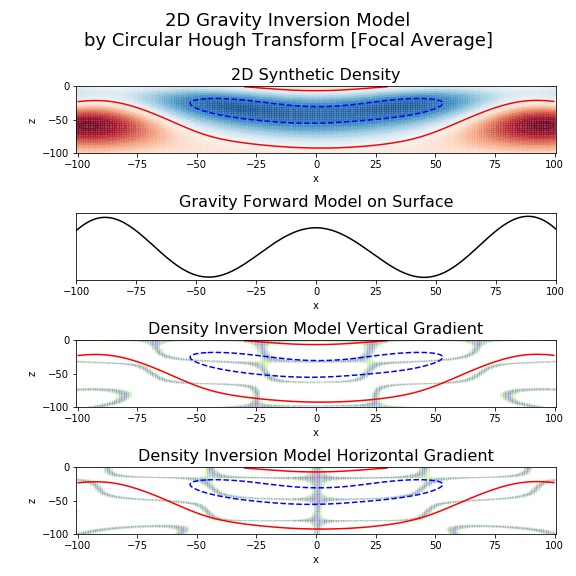 2D Gravity Inversion Model
by Circular Hough Transform [Focal Average]
2D Synthetic Density
0
−50
−100
z
−100 −75 −50 −25 0 25 50 75 100
x
Gravity Forward Model on Surface
−100 −75 −50 −25 0 25 50 75 100
x
Density Inversion Model Vertical Gradient
0
−50
−100
z
−100 −75 −50 −25 0 25 50 75 100
x
Density Inversion Model Horizontal Gradient
0
−50
−100
z
−100 −75 −50 −25 0 25 50 75 100
x